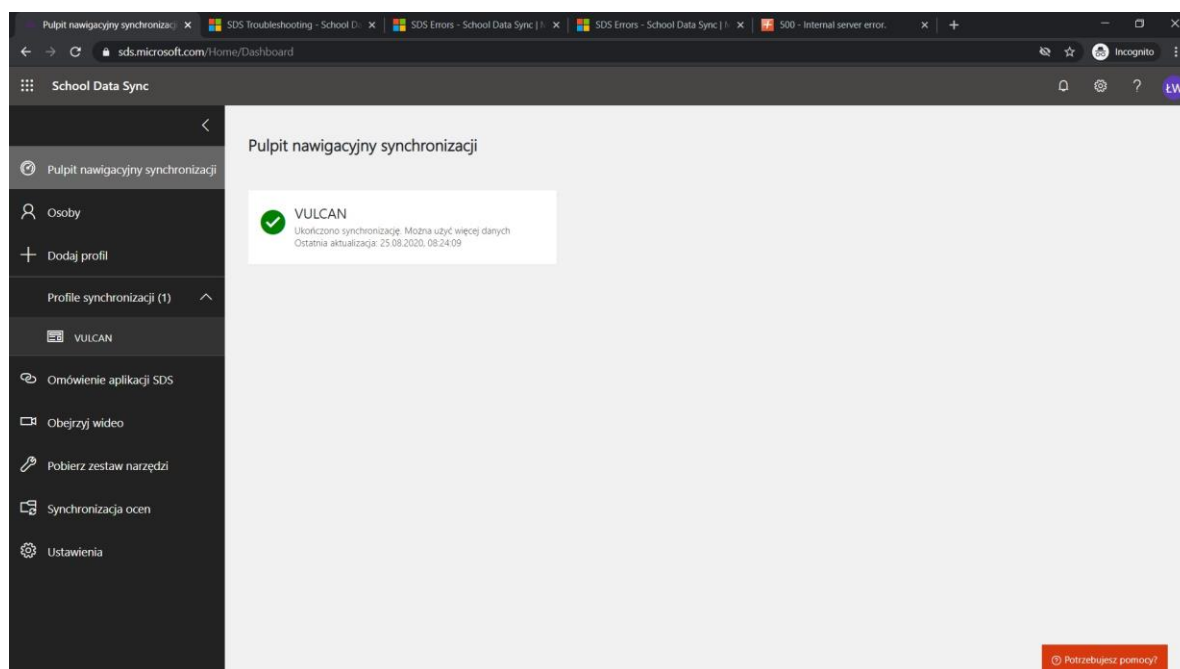 Pulpit nawigacyjny synchronizacj
SDS Troubleshooting - School D
SDS Errors - School Data Sync |
SDS Errors - School Data Sync |
500 - Internal server error.
sds.microsoft.com/Home/Dashboard
Incognito
School Data Sync
ŁW
Pulpit nawigacyjny synchronizacji
Osoby
Dodaj profil
Profile synchronizacji (1)
VULCAN
Omówienie aplikacji SDS
Obejrzyj wideo
Pobierz zestaw narzędzi
Synchronizacja ocen
Ustawienia
Pulpit nawigacyjny synchronizacji
VULCAN
Ukończono synchronizację. Można użyć więcej danych
Ostatnia aktualizacja: 25.08.2020, 08:24:09
Potrzebujesz pomocy?